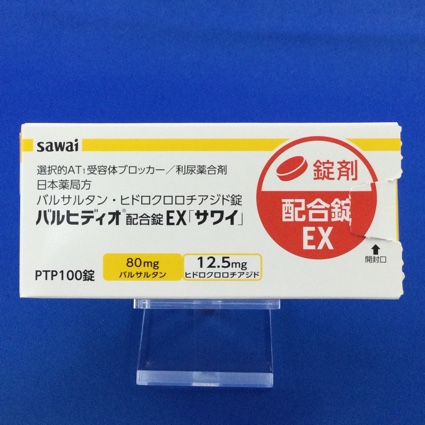 sawai
選択的AT₁受容体ブロッカー／利尿薬合剤
日本薬局方
バルサルタン・ヒドロクロロチアジド錠
バルヒディオ®配合錠EX「サワイ」
PTP100錠
80mg
バルサルタン
12.5mg
ヒドロクロロチアジド
錠剤
配合錠
EX
開封口